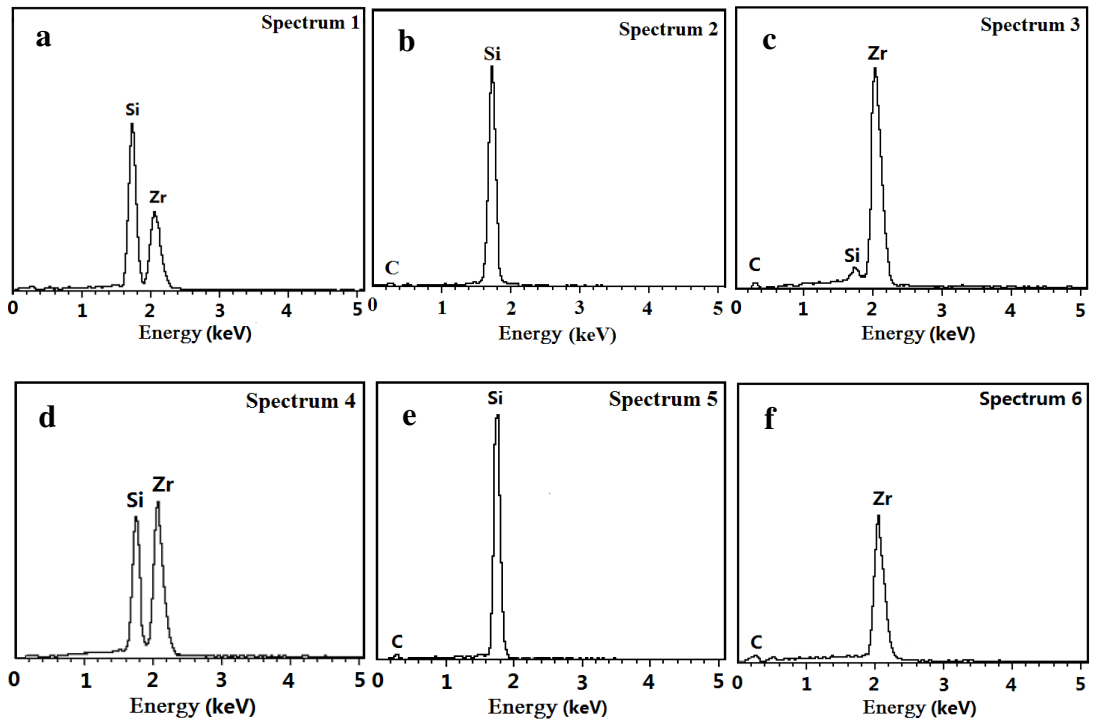 a
Spectrum 1
Si
Zr
0 1 2 3 4 5
Energy (keV)
b
Spectrum 2
Si
C
0 1 2 3 4 5
Energy (keV)
c
Spectrum 3
Zr
Si
C
0 1 2 3 4 5
Energy (keV)
d
Spectrum 4
Si
Zr
0 1 2 3 4 5
Energy (keV)
e
Spectrum 5
Si
C
0 1 2 3 4 5
Energy (keV)
f
Spectrum 6
Zr
C
0 1 2 3 4 5
Energy (keV)